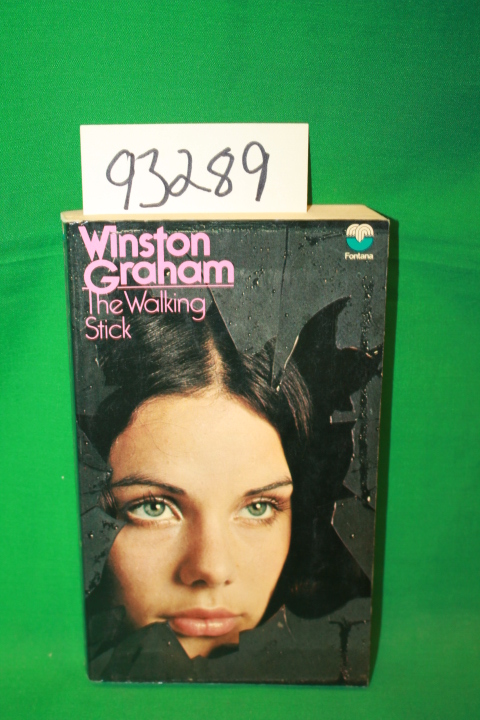 93289
Winston
Graham
The Walking
Stick
Fontana